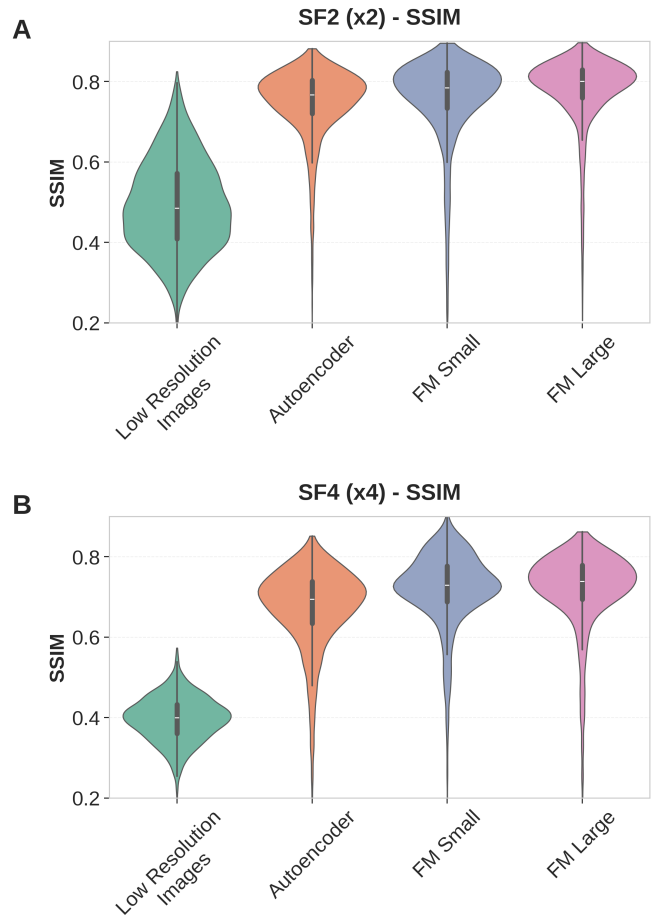 A
SF2 (x2) - SSIM
SSIM
0.8
0.6
0.4
0.2
Low Resolution
Images
Autoencoder
FM Small
FM Large
B
SF4 (x4) - SSIM
SSIM
0.8
0.6
0.4
0.2
Low Resolution
Images
Autoencoder
FM Small
FM Large